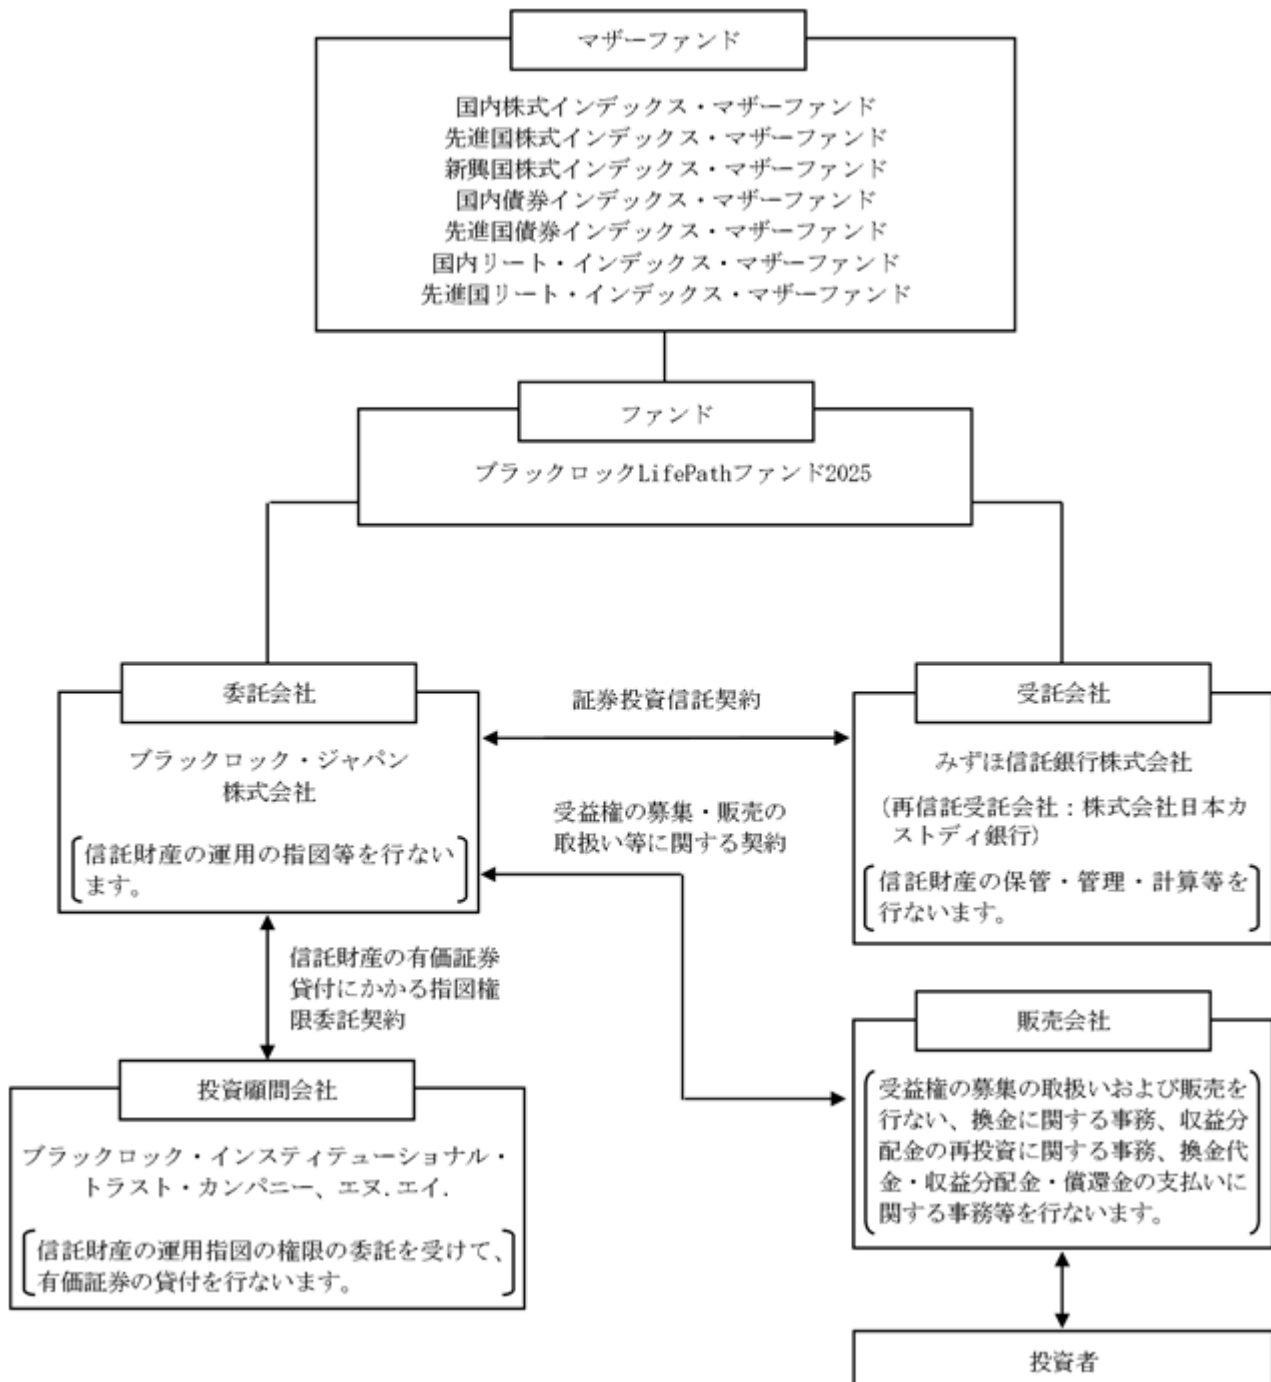 マザーファンド
国内株式インデックス・マザーファンド
先進国株式インデックス・マザーファンド
新興国株式インデックス・マザーファンド
国内債券インデックス・マザーファンド
先進国債券インデックス・マザーファンド
国内リート・インデックス・マザーファンド
先進国リート・インデックス・マザーファンド
ファンド
ブラックロックLifePathファンド2025
委託会社
ブラックロック・ジャパン
株式会社
信託財産の運用の指図等を行ない
ます。
証券投資信託契約
受益権の募集・販売の
取扱い等に関する契約
受託会社
みずほ信託銀行株式会社
(再信託受託会社：株式会社日本カ
ストディ銀行)
信託財産の保管・管理・計算等を
行ないます。
信託財産の有価証券
貸付にかかる指図権
限委託契約
投資顧問会社
ブラックロック・インスティテューショナル・
トラスト・カンパニー、エヌ.エイ.
信託財産の運用指図の権限の委託を受けて、
有価証券の貸付を行ないます。
販売会社
受益権の募集の取扱いおよび販売を
行ない、換金に関する事務、収益分
配金の再投資に関する事務、換金代
金・収益分配金・償還金の支払いに
関する事務等を行ないます。
投資者